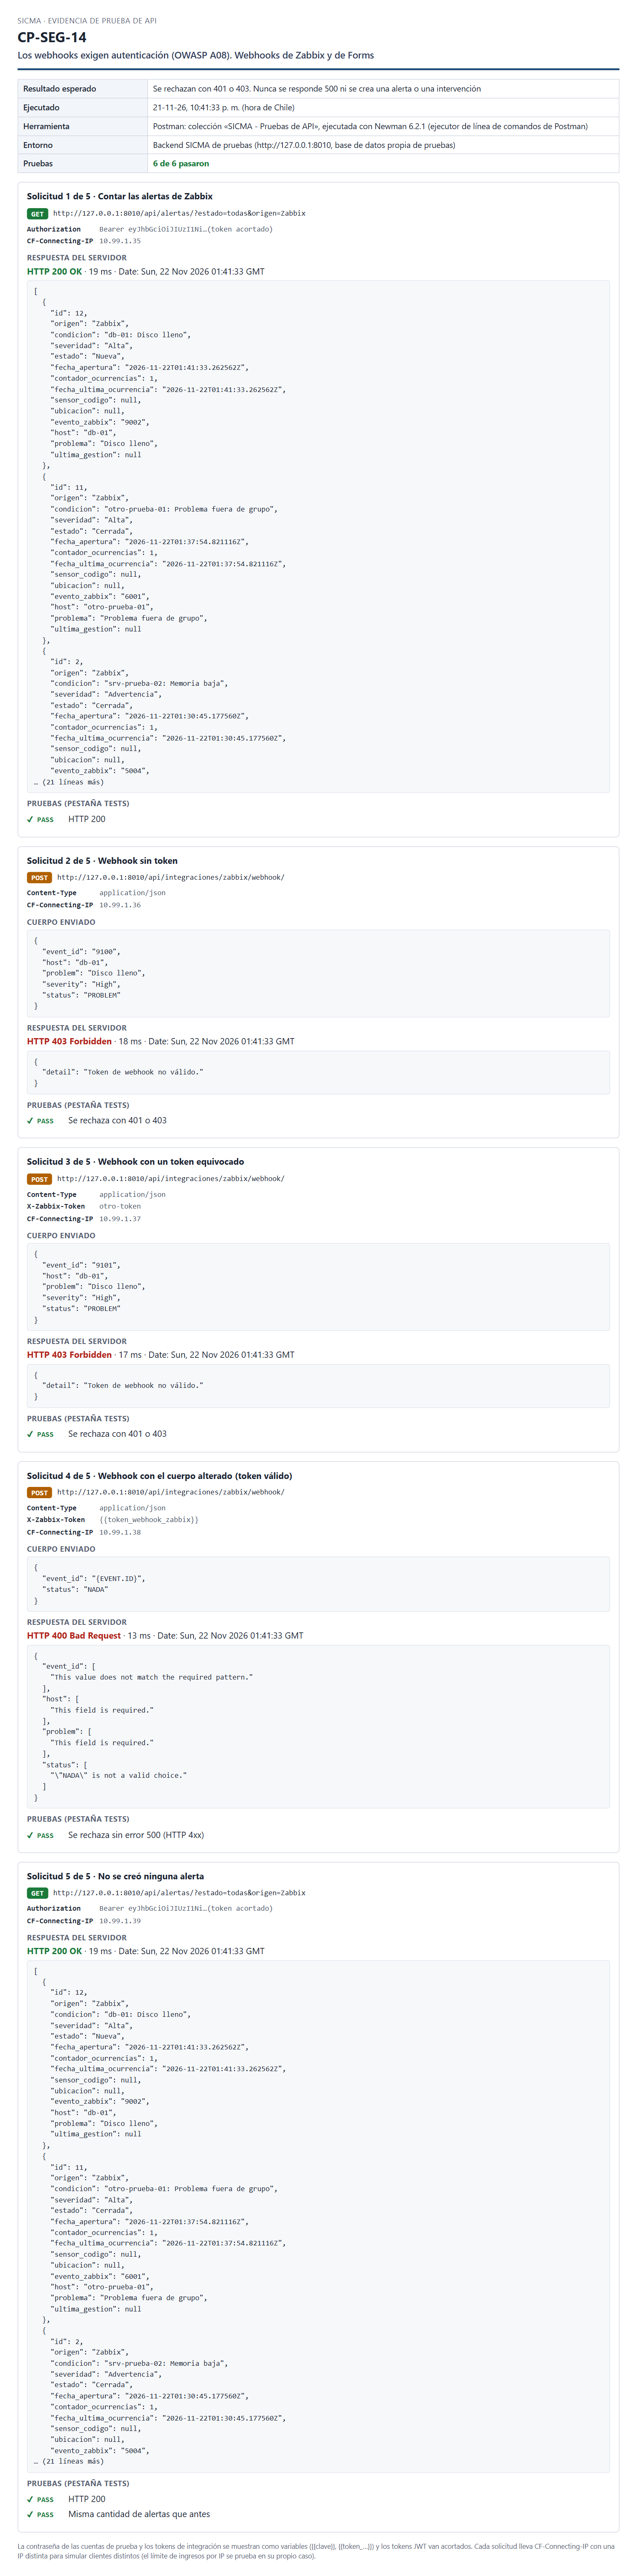 SICMA · EVIDENCIA DE PRUEBA DE API
CP-SEG-14
Los webhooks exigen autenticación (OWASP A08). Webhooks de Zabbix y de Forms
Resultado esperado Se rechazan con 401 o 403. Nunca se responde 500 ni se crea una alerta o una intervención
Ejecutado 21-11-26, 10:41:33 p. m. (hora de Chile)
Herramienta Postman: colección «SICMA - Pruebas de API», ejecutada con Newman 6.2.1 (ejecutor de línea de comandos de Postman)
Entorno Backend SICMA de pruebas (http://127.0.0.1:8010, base de datos propia de pruebas)
Pruebas 6 de 6 pasaron
Solicitud 1 de 5 · Contar las alertas de Zabbix
GET http://127.0.0.1:8010/api/alertas/?estado=todas&origen=Zabbix
Authorization Bearer eyJhbGciOiJIUzI1Ni…(token acortado)
CF-Connecting-IP 10.99.1.35
RESPUESTA DEL SERVIDOR
HTTP 200 OK · 19 ms · Date: Sun, 22 Nov 2026 01:41:33 GMT
[
{
"id": 12,
"origen": "Zabbix",
"condicion": "db-01: Disco lleno",
"severidad": "Alta",
"estado": "Nueva",
"fecha_apertura": "2026-11-22T01:41:33.262562Z",
"contador_ocurrencias": 1,
"fecha_ultima_ocurrencia": "2026-11-22T01:41:33.262562Z",
"sensor_codigo": null,
"ubicacion": null,
"evento_zabbix": "9002",
"host": "db-01",
"problema": "Disco lleno",
"ultima_gestion": null
},
{
"id": 11,
"origen": "Zabbix",
"condicion": "otro-prueba-01: Problema fuera de grupo",
"severidad": "Alta",
"estado": "Cerrada",
"fecha_apertura": "2026-11-22T01:37:54.821116Z",
"contador_ocurrencias": 1,
"fecha_ultima_ocurrencia": "2026-11-22T01:37:54.821116Z",
"sensor_codigo": null,
"ubicacion": null,
"evento_zabbix": "6001",
"host": "otro-prueba-01",
"problema": "Problema fuera de grupo",
"ultima_gestion": null
},
{
"id": 2,
"origen": "Zabbix",
"condicion": "srv-prueba-02: Memoria baja",
"severidad": "Advertencia",
"estado": "Cerrada",
"fecha_apertura": "2026-11-22T01:30:45.177560Z",
"contador_ocurrencias": 1,
"fecha_ultima_ocurrencia": "2026-11-22T01:30:45.177560Z",
"sensor_codigo": null,
"ubicacion": null,
"evento_zabbix": "5004",
… (21 líneas más)
PRUEBAS (PESTAÑA TESTS)
✓ PASS HTTP 200
Solicitud 2 de 5 · Webhook sin token
POST http://127.0.0.1:8010/api/integraciones/zabbix/webhook/
Content-Type application/json
CF-Connecting-IP 10.99.1.36
CUERPO ENVIADO
{
"event_id": "9100",
"host": "db-01",
"problem": "Disco lleno",
"severity": "High",
"status": "PROBLEM"
}
RESPUESTA DEL SERVIDOR
HTTP 403 Forbidden · 18 ms · Date: Sun, 22 Nov 2026 01:41:33 GMT
{
"detail": "Token de webhook no válido."
}
PRUEBAS (PESTAÑA TESTS)
✓ PASS Se rechaza con 401 o 403
Solicitud 3 de 5 · Webhook con un token equivocado
POST http://127.0.0.1:8010/api/integraciones/zabbix/webhook/
Content-Type application/json
X-Zabbix-Token otro-token
CF-Connecting-IP 10.99.1.37
CUERPO ENVIADO
{
"event_id": "9101",
"host": "db-01",
"problem": "Disco lleno",
"severity": "High",
"status": "PROBLEM"
}
RESPUESTA DEL SERVIDOR
HTTP 403 Forbidden · 17 ms · Date: Sun, 22 Nov 2026 01:41:33 GMT
{
"detail": "Token de webhook no válido."
}
PRUEBAS (PESTAÑA TESTS)
✓ PASS Se rechaza con 401 o 403
Solicitud 4 de 5 · Webhook con el cuerpo alterado (token válido)
POST http://127.0.0.1:8010/api/integraciones/zabbix/webhook/
Content-Type application/json
X-Zabbix-Token {{token_webhook_zabbix}}
CF-Connecting-IP 10.99.1.38
CUERPO ENVIADO
{
"event_id": "{EVENT.ID}",
"status": "NADA"
}
RESPUESTA DEL SERVIDOR
HTTP 400 Bad Request · 13 ms · Date: Sun, 22 Nov 2026 01:41:33 GMT
{
"event_id": [
"This value does not match the required pattern."
],
"host": [
"This field is required."
],
"problem": [
"This field is required."
],
"status": [
"\"NADA\" is not a valid choice."
]
}
PRUEBAS (PESTAÑA TESTS)
✓ PASS Se rechaza sin error 500 (HTTP 4xx)
Solicitud 5 de 5 · No se creó ninguna alerta
GET http://127.0.0.1:8010/api/alertas/?estado=todas&origen=Zabbix
Authorization Bearer eyJhbGciOiJIUzI1Ni…(token acortado)
CF-Connecting-IP 10.99.1.39
RESPUESTA DEL SERVIDOR
HTTP 200 OK · 19 ms · Date: Sun, 22 Nov 2026 01:41:33 GMT
[
{
"id": 12,
"origen": "Zabbix",
"condicion": "db-01: Disco lleno",
"severidad": "Alta",
"estado": "Nueva",
"fecha_apertura": "2026-11-22T01:41:33.262562Z",
"contador_ocurrencias": 1,
"fecha_ultima_ocurrencia": "2026-11-22T01:41:33.262562Z",
"sensor_codigo": null,
"ubicacion": null,
"evento_zabbix": "9002",
"host": "db-01",
"problema": "Disco lleno",
"ultima_gestion": null
},
{
"id": 11,
"origen": "Zabbix",
"condicion": "otro-prueba-01: Problema fuera de grupo",
"severidad": "Alta",
"estado": "Cerrada",
"fecha_apertura": "2026-11-22T01:37:54.821116Z",
"contador_ocurrencias": 1,
"fecha_ultima_ocurrencia": "2026-11-22T01:37:54.821116Z",
"sensor_codigo": null,
"ubicacion": null,
"evento_zabbix": "6001",
"host": "otro-prueba-01",
"problema": "Problema fuera de grupo",
"ultima_gestion": null
},
{
"id": 2,
"origen": "Zabbix",
"condicion": "srv-prueba-02: Memoria baja",
"severidad": "Advertencia",
"estado": "Cerrada",
"fecha_apertura": "2026-11-22T01:30:45.177560Z",
"contador_ocurrencias": 1,
"fecha_ultima_ocurrencia": "2026-11-22T01:30:45.177560Z",
"sensor_codigo": null,
"ubicacion": null,
"evento_zabbix": "5004",
… (21 líneas más)
PRUEBAS (PESTAÑA TESTS)
✓ PASS HTTP 200
✓ PASS Misma cantidad de alertas que antes
La contraseña de las cuentas de prueba y los tokens de integración se muestran como variables ({{clave}}, {{token_…}}) y los tokens JWT van acortados. Cada solicitud lleva CF-Connecting-IP con una
IP distinta para simular clientes distintos (el límite de ingresos por IP se prueba en su propio caso).